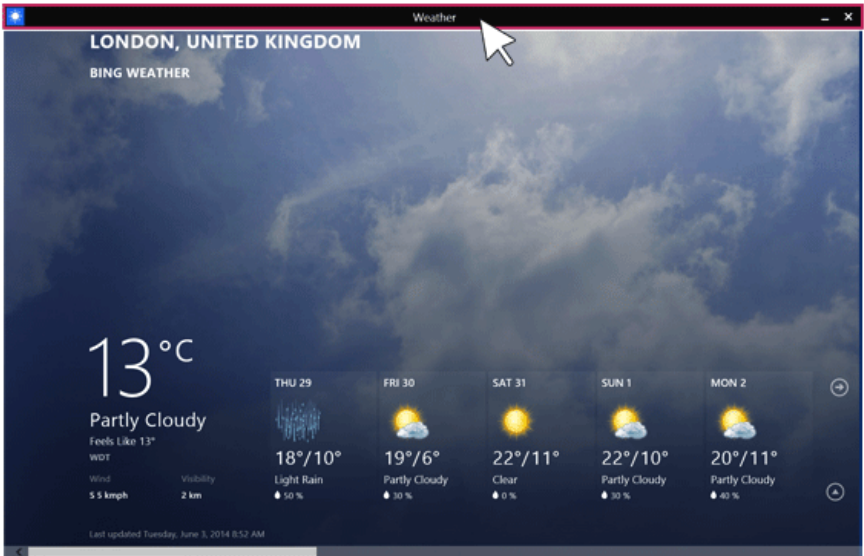 Weather
LONDON, UNITED KINGDOM
BING WEATHER
13°C
Partly Cloudy
Feels Like 13°
WDT
Wind
Visibility
S 5 kmph
2 km
THU 29
18°/10°
Light Rain
50 %
FRI 30
19°/6°
Partly Cloudy
30 %
SAT 31
22°/11°
Clear
0 %
SUN 1
22°/10°
Partly Cloudy
30 %
MON 2
20°/11°
Partly Cloudy
40 %
Last updated Tuesday, June 3, 2014 8:52 AM